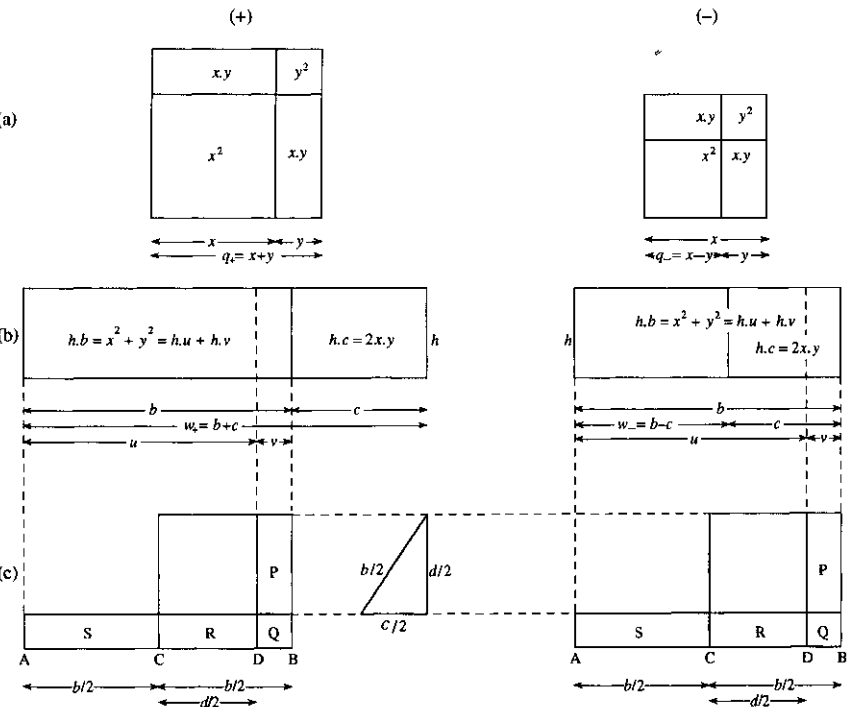 (+) (−)
(a)
x.y y²
x² x.y
x y
q₊= x+y
x.y y²
x² x.y
x
q₋= x−y y
(b)
h.b = x² + y² = h.u + h.v h.c = 2x.y h
b c
w₊= b+c
u v
h h.b = x² + y² = h.u + h.v
h.c = 2x.y
b
w₋= b−c c
u v
(c)
P
S R Q
A C D B
b/2 b/2
d/2
b/2 d/2
c/2
P
S R Q
A C D B
b/2 b/2
d/2